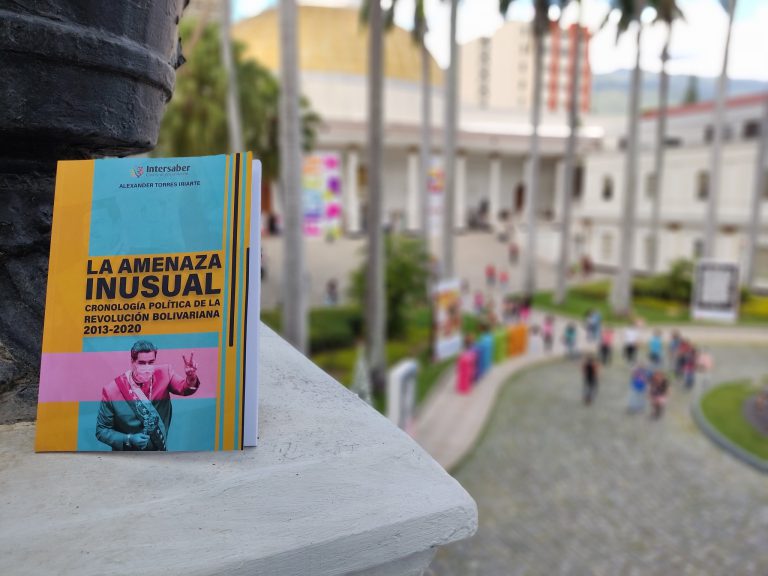 Intersaber
ALEXANDER TORRES IRIARTE
LA AMENAZA
INUSUAL
CRONOLOGÍA POLÍTICA DE LA
REVOLUCIÓN BOLIVARIANA
2013-2020